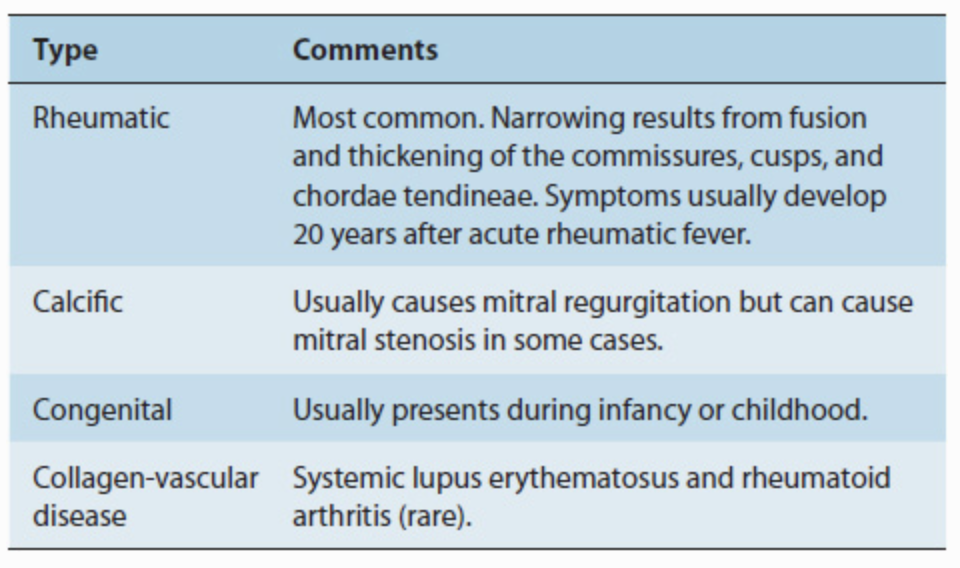 Type Comments
Rheumatic Most common. Narrowing results from fusion
and thickening of the commissures, cusps, and
chordae tendineae. Symptoms usually develop
20 years after acute rheumatic fever.
Calcific Usually causes mitral regurgitation but can cause
mitral stenosis in some cases.
Congenital Usually presents during infancy or childhood.
Collagen-vascular Systemic lupus erythematosus and rheumatoid
disease arthritis (rare).